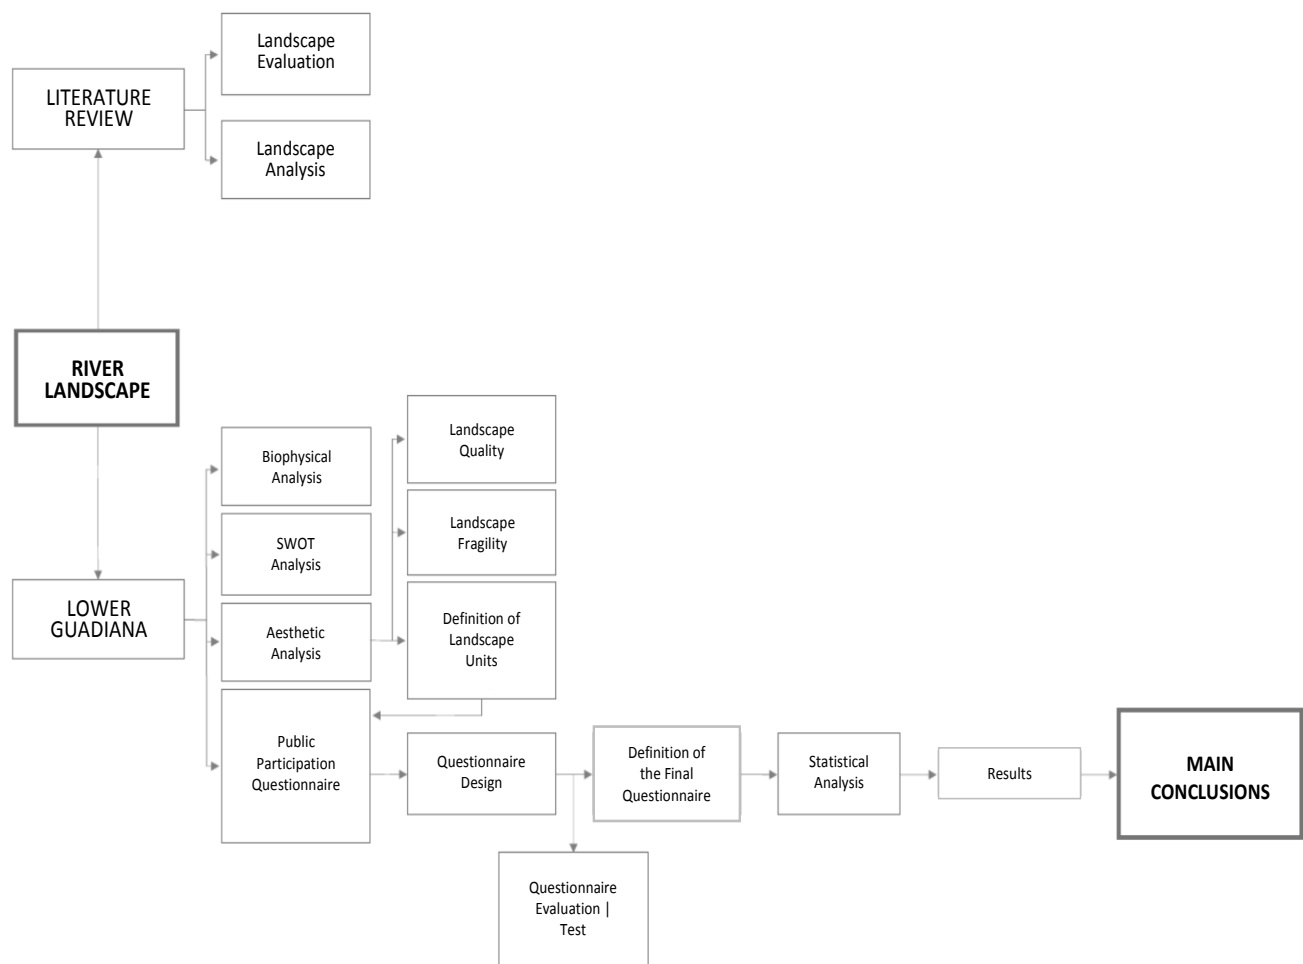 Landscape
Evaluation
LITERATURE
REVIEW
Landscape
Analysis
RIVER
LANDSCAPE
Biophysical
Analysis
Landscape
Quality
SWOT
Analysis
Landscape
Fragility
LOWER
GUADIANA
Aesthetic
Analysis
Definition of
Landscape
Units
Public
Participation
Questionnaire
Questionnaire
Design
Definition of
the Final
Questionnaire
Statistical
Analysis
Results
MAIN
CONCLUSIONS
Questionnaire
Evaluation |
Test